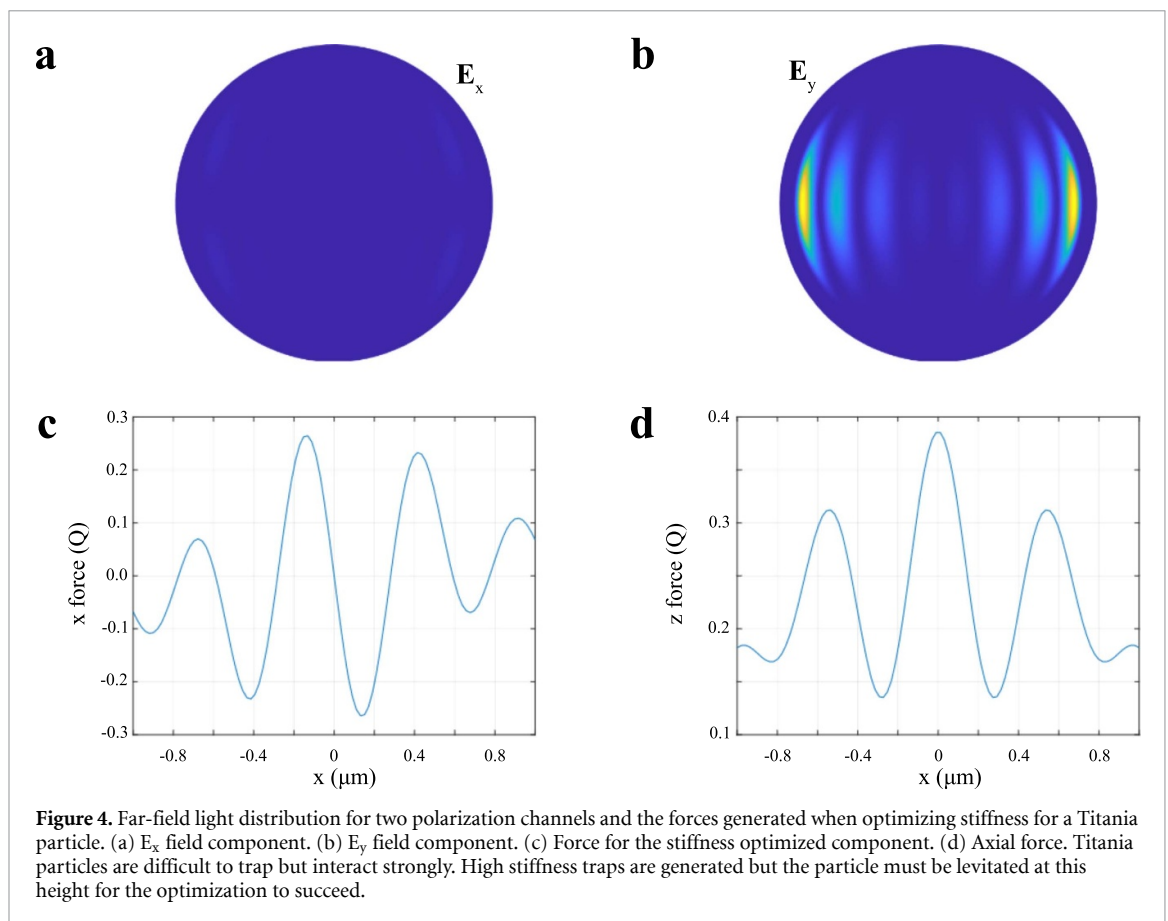 a
E_x
b
E_y
c
0.3
0.2
0.1
0.0
-0.1
-0.2
-0.3
x force (Q)
-0.8 -0.4 0 0.4 0.8
x (μm)
d
0.4
0.3
0.2
0.1
z force (Q)
-0.8 -0.4 0 0.4 0.8
x (μm)
Figure 4. Far-field light distribution for two polarization channels and the forces generated when optimizing stiffness for a Titania
particle. (a) E_x field component. (b) E_y field component. (c) Force for the stiffness optimized component. (d) Axial force. Titania
particles are difficult to trap but interact strongly. High stiffness traps are generated but the particle must be levitated at this
height for the optimization to succeed.